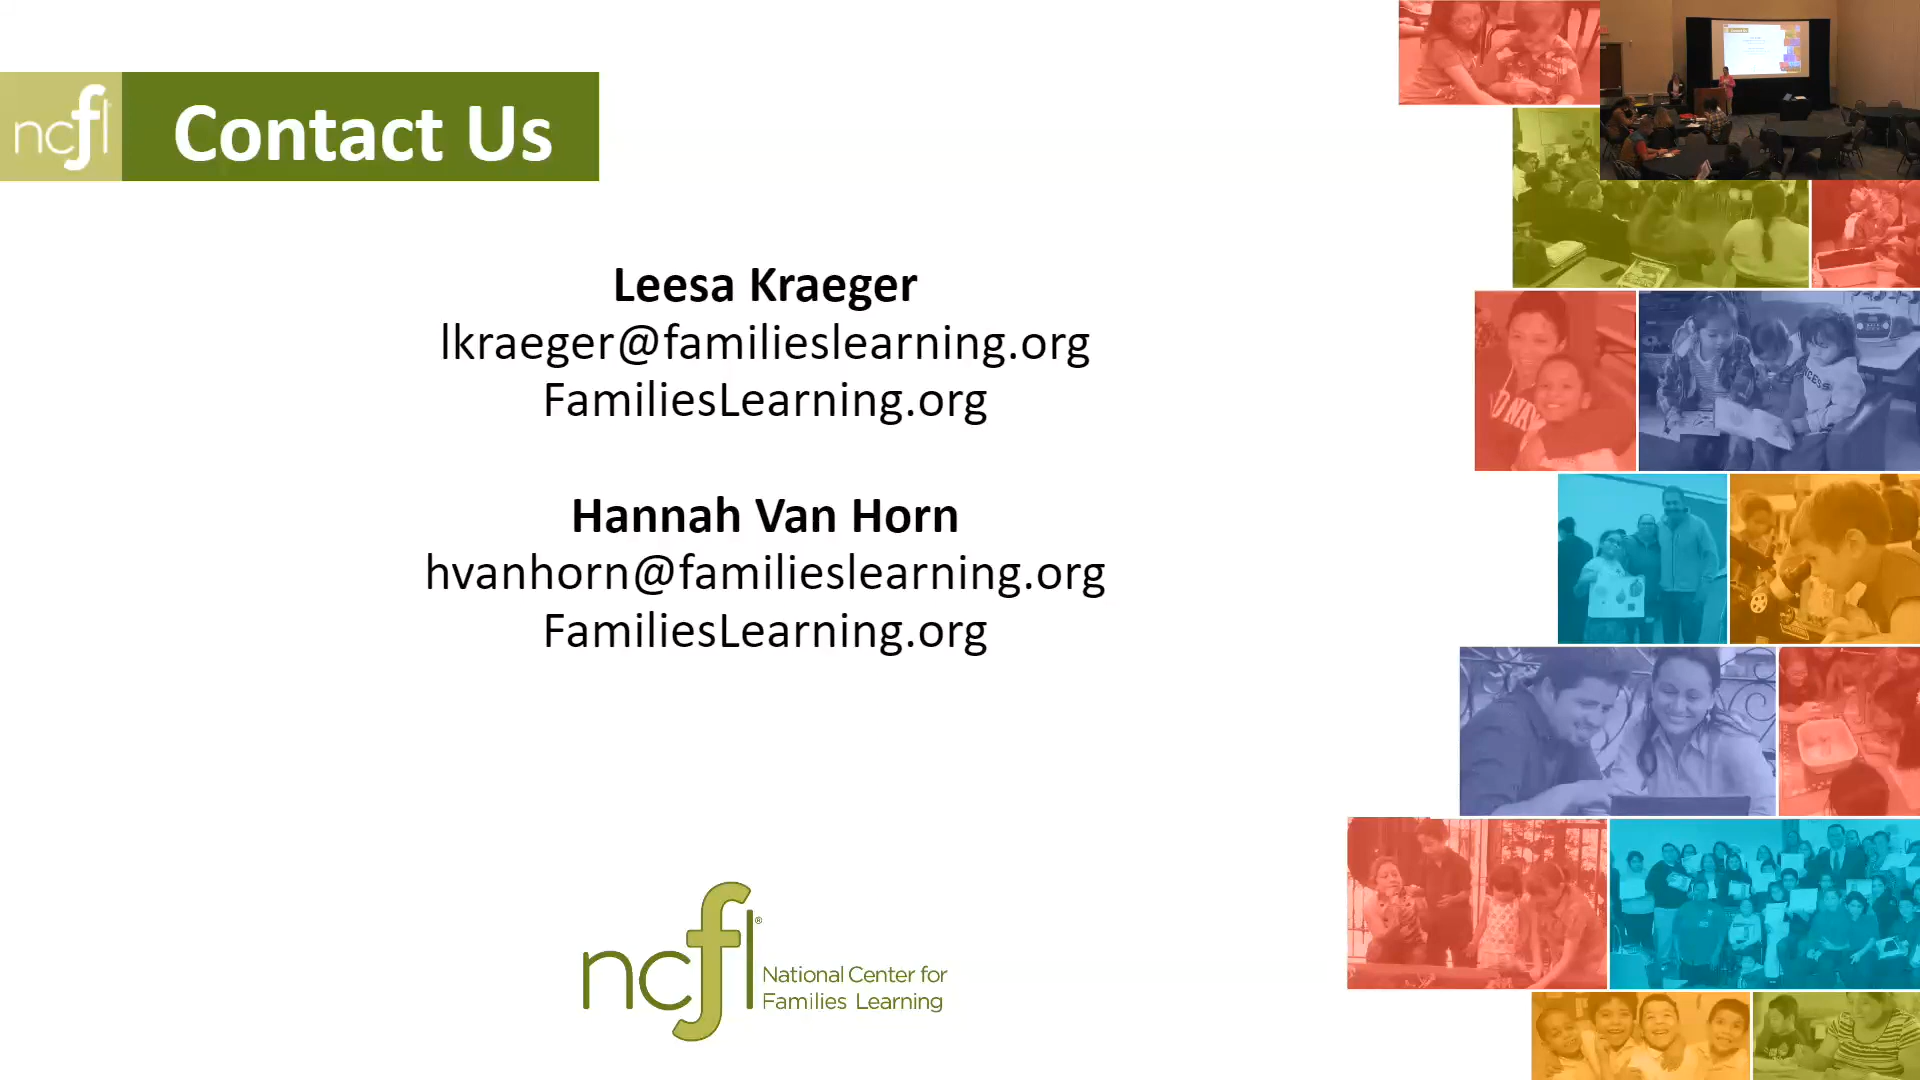 ncfl
Contact Us
Leesa Kraeger
lkraeger@familieslearning.org
FamiliesLearning.org
Hannah Van Horn
hvanhorn@familieslearning.org
FamiliesLearning.org
ncfl®
National Center for
Families Learning